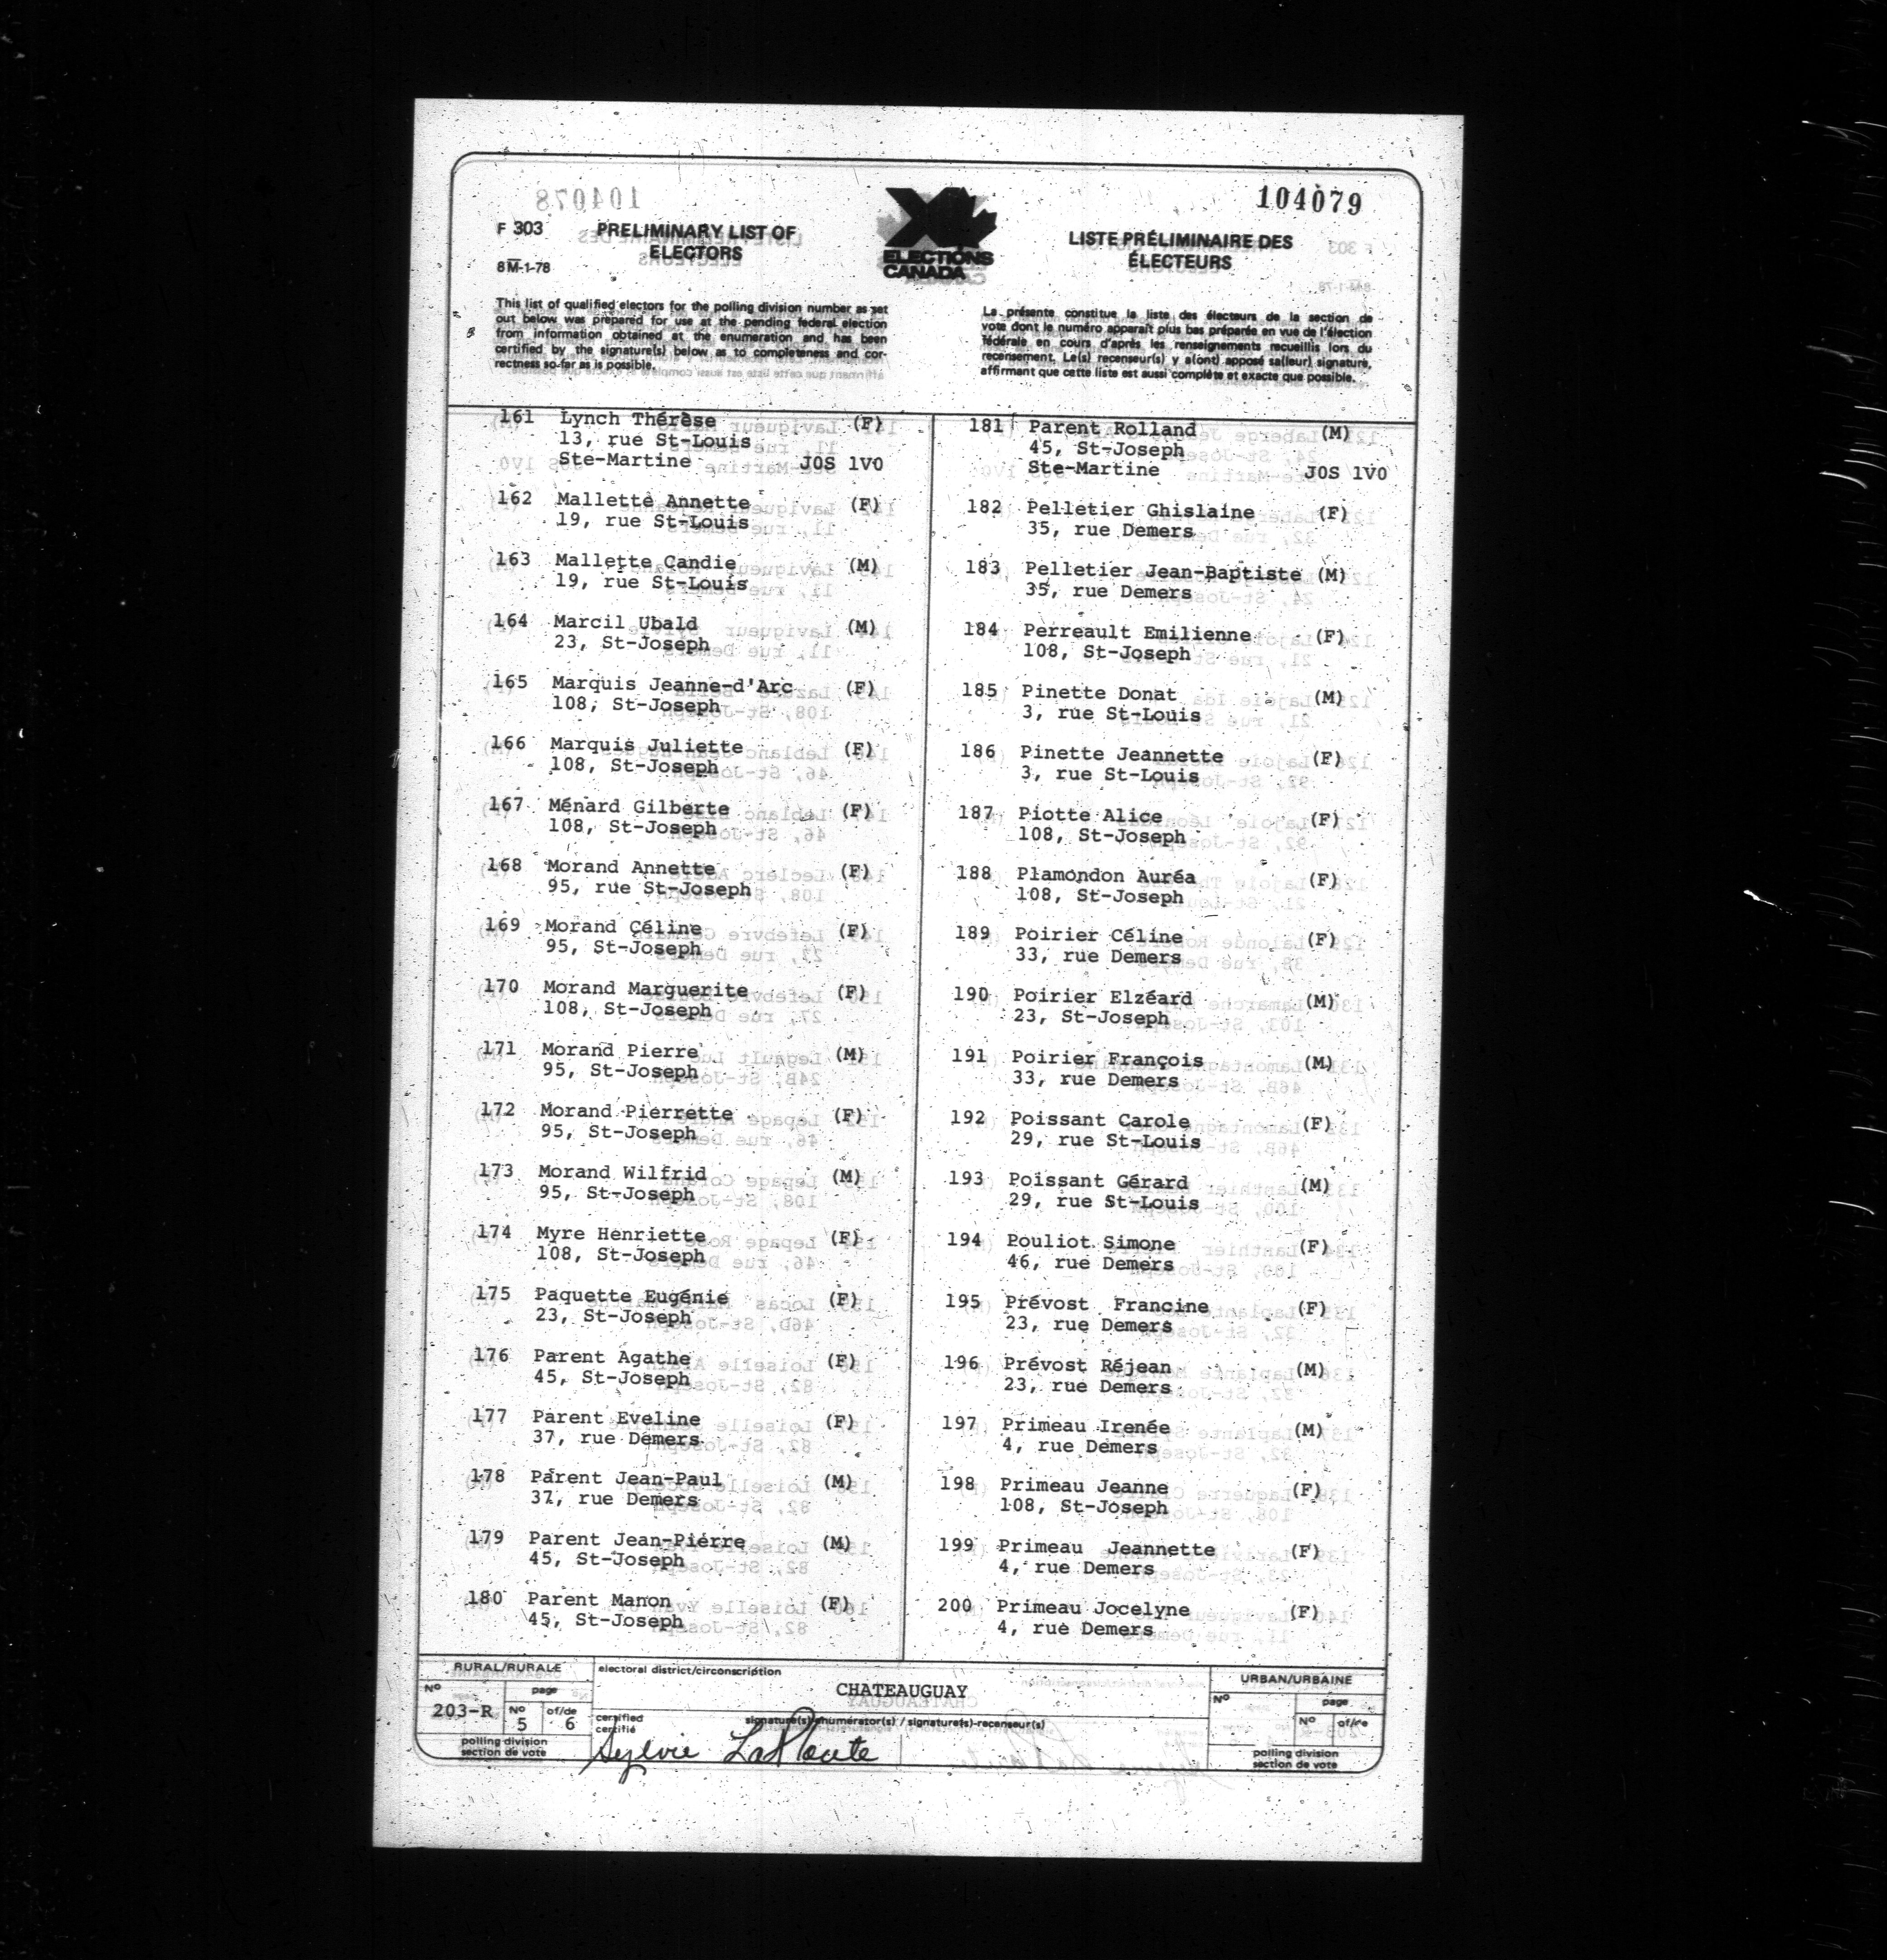 104079
F 303
8M-1-78
PRELIMINARY LIST OF
ELECTORS
ELECTIONS
CANADA
LISTE PRÉLIMINAIRE DES
ÉLECTEURS
This list of qualified electors for the polling division number as set
out below was prepared for use at the pending federal election
from information obtained at the enumeration and has been
certified by the signature(s) below as to completeness and cor-
rectness so far as is possible.
La présente constitue la liste des électeurs de la section de
vote dont le numéro apparaît plus bas préparée en vue de l'élection
fédérale en cours d'après les renseignements recueillis lors du
recensement. Le(s) recenseur(s) y a(ont) apposé sa(leur) signature,
affirmant que cette liste est aussi complète et exacte que possible.
161 Lynch Thérèse (F)
13, rue St-Louis
Ste-Martine J0S 1V0
162 Mallette Annette (F)
19, rue St-Louis
163 Mallette Candie (M)
19, rue St-Louis
164 Marcil Ubald (M)
23, St-Joseph
165 Marquis Jeanne-d'Arc (F)
108, St-Joseph
166 Marquis Juliette (F)
108, St-Joseph
167 Ménard Gilberte (F)
108, St-Joseph
168 Morand Annette (F)
95, rue St-Joseph
169 Morand Céline (F)
95, St-Joseph
170 Morand Marguerite (F)
108, St-Joseph
171 Morand Pierre (M)
95, St-Joseph
172 Morand Pierrette (F)
95, St-Joseph
173 Morand Wilfrid (M)
95, St-Joseph
174 Myre Henriette (F)
108, St-Joseph
175 Paquette Eugénie (F)
23, St-Joseph
176 Parent Agathe (F)
45, St-Joseph
177 Parent Eveline (F)
37, rue Demers
178 Parent Jean-Paul (M)
37, rue Demers
179 Parent Jean-Pierre (M)
45, St-Joseph
180 Parent Manon (F)
45, St-Joseph
181 Parent Rolland (M)
45, St-Joseph
Ste-Martine J0S 1V0
182 Pelletier Ghislaine (F)
35, rue Demers
183 Pelletier Jean-Baptiste (M)
35, rue Demers
184 Perreault Emilienne (F)
108, St-Joseph
185 Pinette Donat (M)
3, rue St-Louis
186 Pinette Jeannette (F)
3, rue St-Louis
187 Piotte Alice (F)
108, St-Joseph
188 Plamondon Auréa (F)
108, St-Joseph
189 Poirier Céline (F)
33, rue Demers
190 Poirier Elzéard (M)
23, St-Joseph
191 Poirier François (M)
33, rue Demers
192 Poissant Carole (F)
29, rue St-Louis
193 Poissant Gérard (M)
29, rue St-Louis
194 Pouliot Simone (F)
46, rue Demers
195 Prévost Francine (F)
23, rue Demers
196 Prévost Réjean (M)
23, rue Demers
197 Primeau Irenée (M)
4, rue Demers
198 Primeau Jeanne (F)
108, St-Joseph
199 Primeau Jeannette (F)
4, rue Demers
200 Primeau Jocelyne (F)
4, rue Demers
RURAL/RURALE
No
203-R
page
No 5 of/de 6
polling division
section de vote
electoral district/circonscription
CHATEAUGUAY
certified
certifié
signature(s)-enumérator(s) / signature(s)-recenseur(s)
Sylvie LaPlante
URBAN/URBAINE
No
page
No of/de
polling division
section de vote